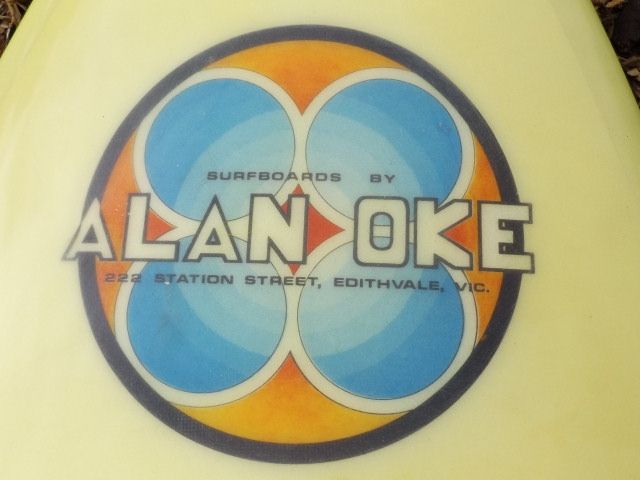 SURFBOARDS BY
ALAN OKE
222 STATION STREET, EDITHVALE, VIC.